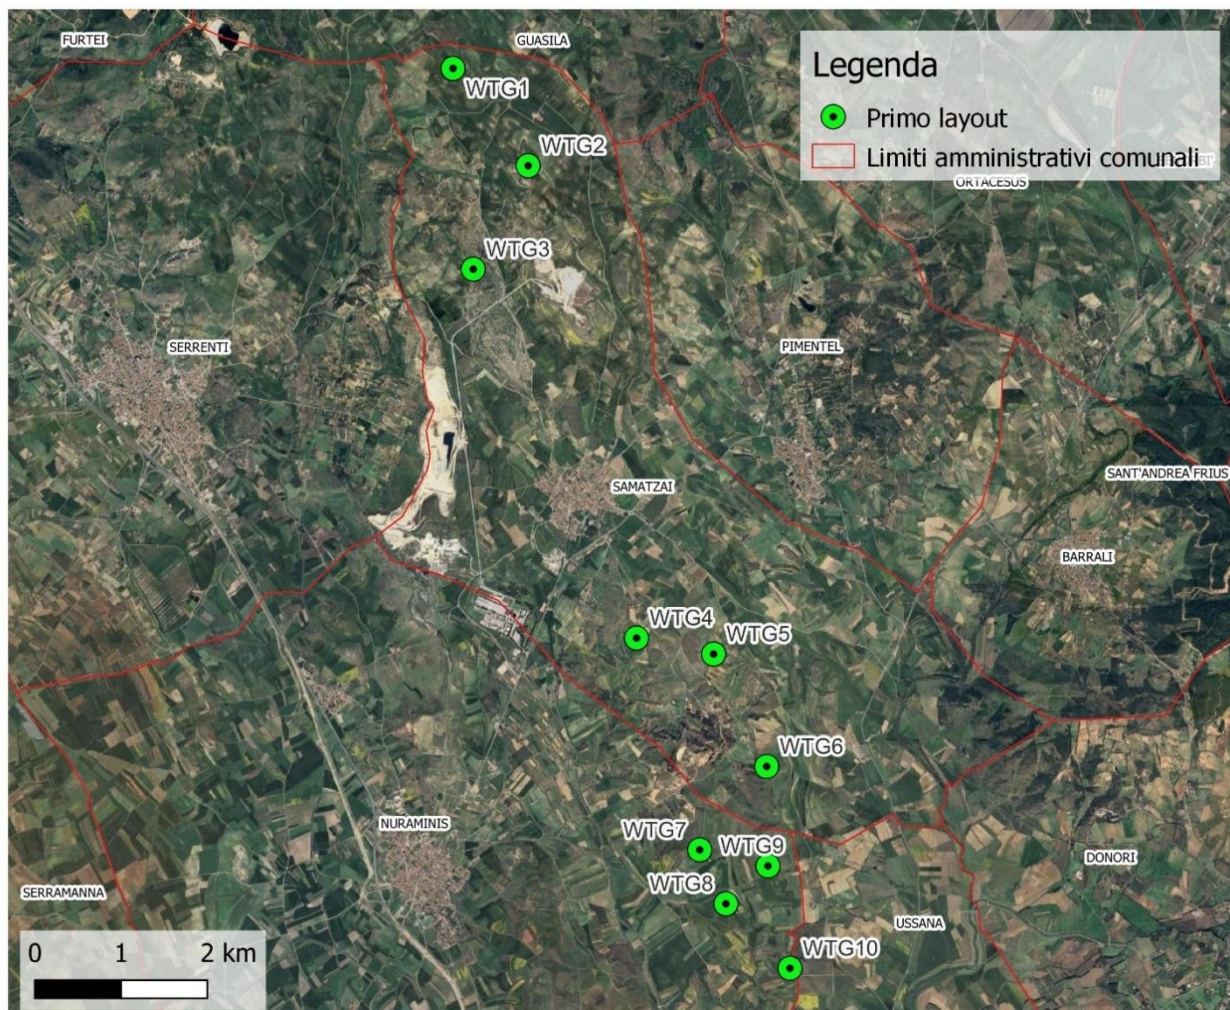 FURTEI
GUASILA
Legenda
WTG1
Primo layout
WTG2
Limiti amministrativi comunali
ORTACESUS
WTG3
SERRENTI
PIMENTEL
SANT'ANDREA FRIUS
SAMATZAI
BARRALI
WTG4
WTG5
WTG6
NURAMINIS
WTG7
WTG9
DONORI
SERRAMANNA
WTG8
USSANA
0 1 2 km
WTG10